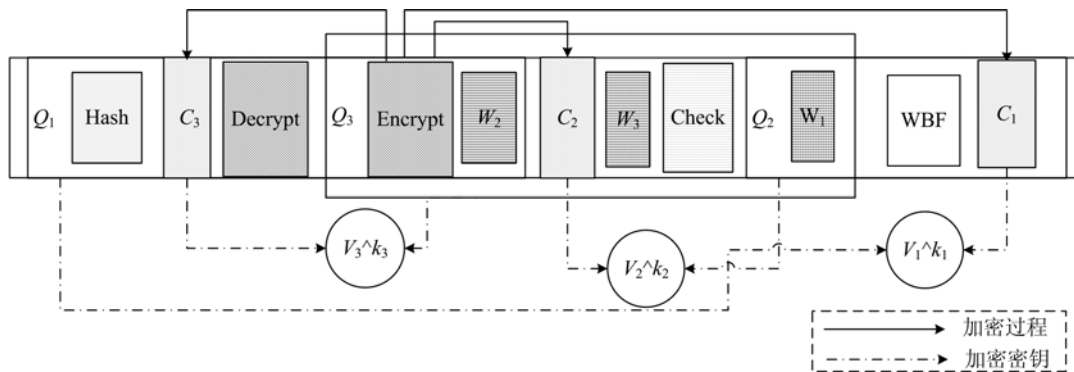 Q₁
Hash
C₃
Decrypt
Q₃
Encrypt
W₂
C₂
W₃
Check
Q₂
W₁
WBF
C₁
V₃^k₃
V₂^k₂
V₁^k₁
加密过程
加密密钥